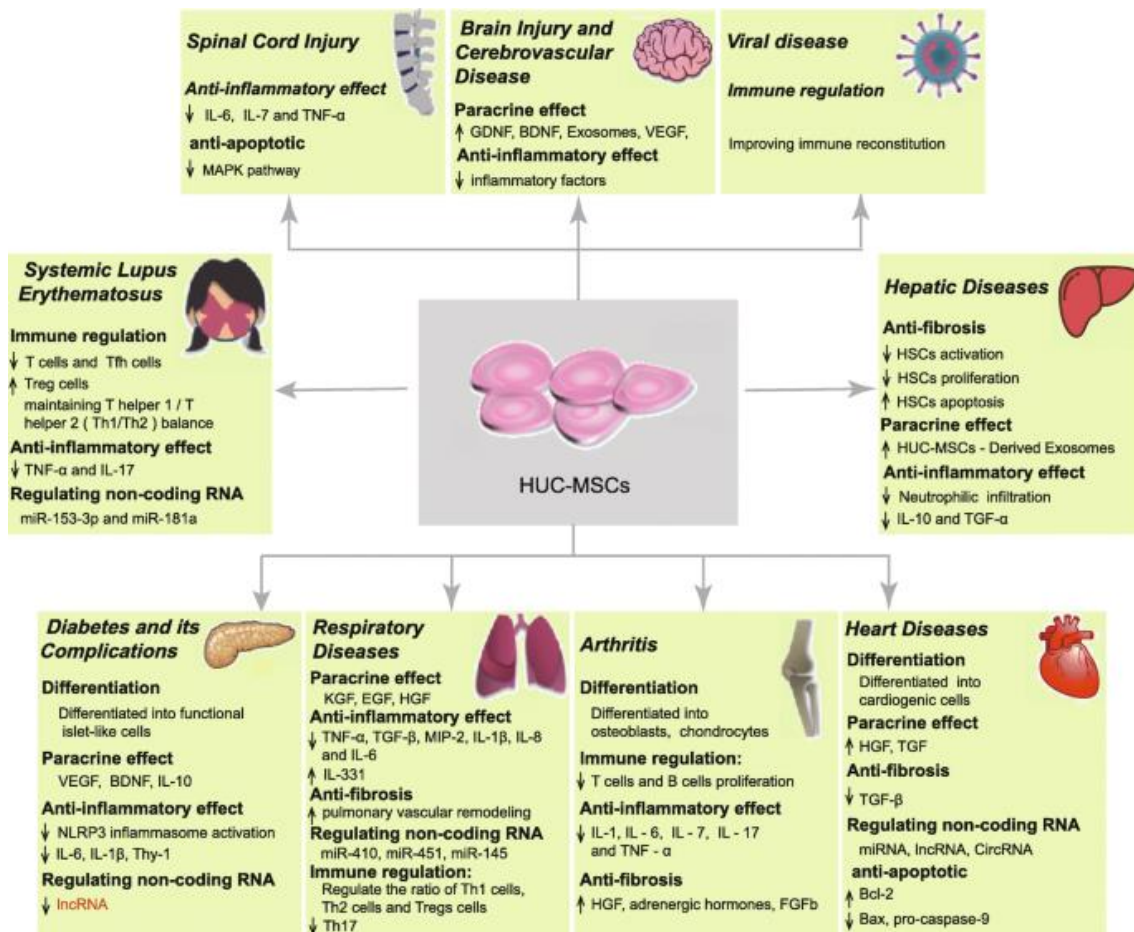 Spinal Cord Injury
Anti-inflammatory effect
↓ IL-6, IL-7 and TNF-α
anti-apoptotic
↓ MAPK pathway
Brain Injury and
Cerebrovascular
Disease
Paracrine effect
↑ GDNF, BDNF, Exosomes, VEGF,
Anti-inflammatory effect
↓ inflammatory factors
Viral disease
Immune regulation
Improving immune reconstitution
Systemic Lupus
Erythematosus
Immune regulation
↓ T cells and Tfh cells
↑ Treg cells
maintaining T helper 1 / T
helper 2 ( Th1/Th2 ) balance
Anti-inflammatory effect
↓ TNF-α and IL-17
Regulating non-coding RNA
miR-153-3p and miR-181a
HUC-MSCs
Hepatic Diseases
Anti-fibrosis
↓ HSCs activation
↓ HSCs proliferation
↑ HSCs apoptosis
Paracrine effect
↑ HUC-MSCs - Derived Exosomes
Anti-inflammatory effect
↓ Neutrophilic infiltration
↓ IL-10 and TGF-α
Diabetes and its
Complications
Differentiation
Differentiated into functional
islet-like cells
Paracrine effect
VEGF, BDNF, IL-10
Anti-inflammatory effect
↓ NLRP3 inflammasome activation
↓ IL-6, IL-1β, Thy-1
Regulating non-coding RNA
↓ lncRNA
Respiratory
Diseases
Paracrine effect
KGF, EGF, HGF
Anti-inflammatory effect
↓ TNF-α, TGF-β, MIP-2, IL-1β, IL-8
and IL-6
↑ IL-331
Anti-fibrosis
↑ pulmonary vascular remodeling
Regulating non-coding RNA
miR-410, miR-451, miR-145
Immune regulation:
Regulate the ratio of Th1 cells,
Th2 cells and Tregs cells
↓ Th17
Arthritis
Differentiation
Differentiated into
osteoblasts, chondrocytes
Immune regulation:
↓ T cells and B cells proliferation
Anti-inflammatory effect
↓ IL-1, IL - 6, IL - 7, IL - 17
and TNF - α
Anti-fibrosis
↑ HGF, adrenergic hormones, FGFb
Heart Diseases
Differentiation
Differentiated into
cardiogenic cells
Paracrine effect
↑ HGF, TGF
Anti-fibrosis
↓ TGF-β
Regulating non-coding RNA
miRNA, lncRNA, CircRNA
anti-apoptotic
↑ Bcl-2
↓ Bax, pro-caspase-9